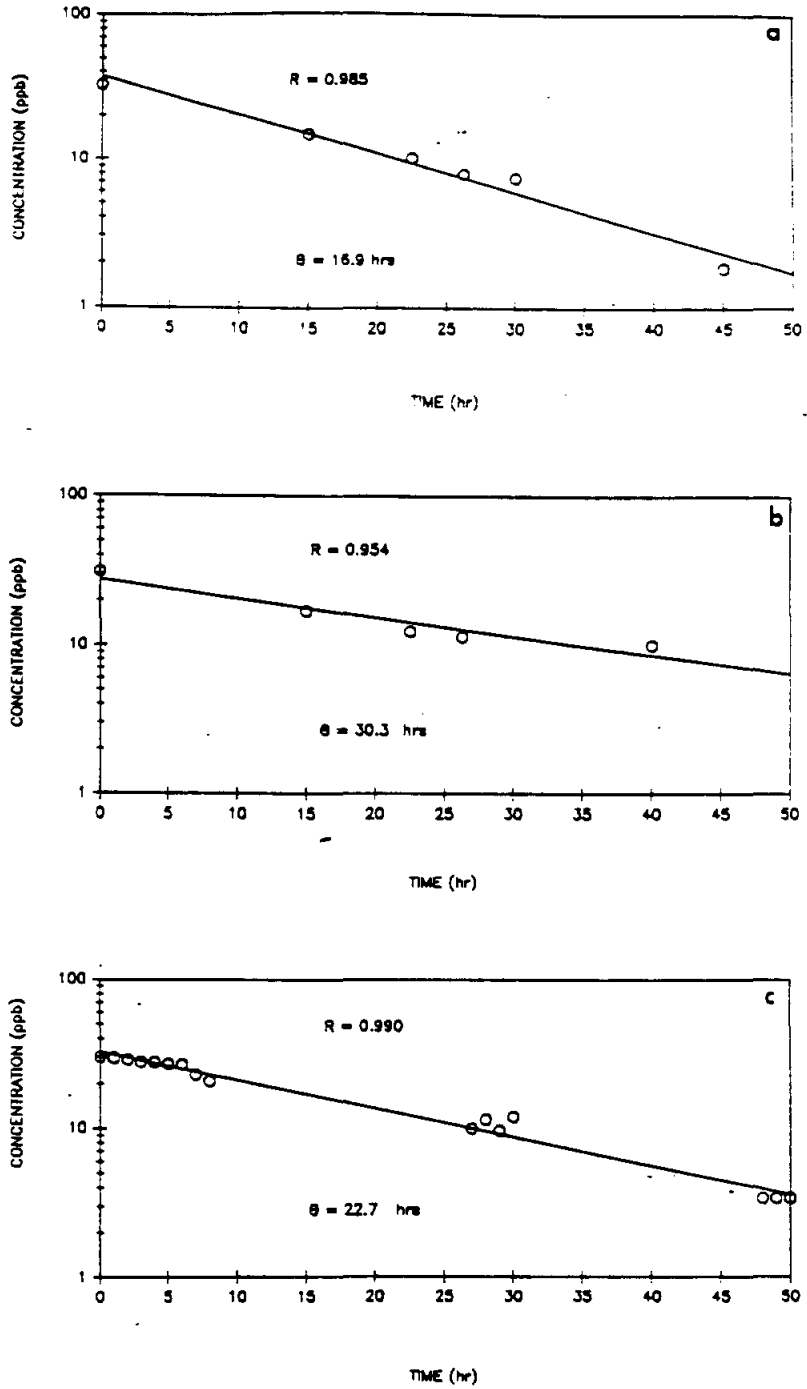 a
100
R = 0.985
10
CONCENTRATION (ppb)
θ = 16.9 hrs
1
0 5 10 15 20 25 30 35 40 45 50
TIME (hr)
b
100
R = 0.954
10
CONCENTRATION (ppb)
θ = 30.3 hrs
1
0 5 10 15 20 25 30 35 40 45 50
TIME (hr)
c
100
R = 0.990
10
CONCENTRATION (ppb)
θ = 22.7 hrs
1
0 5 10 15 20 25 30 35 40 45 50
TIME (hr)